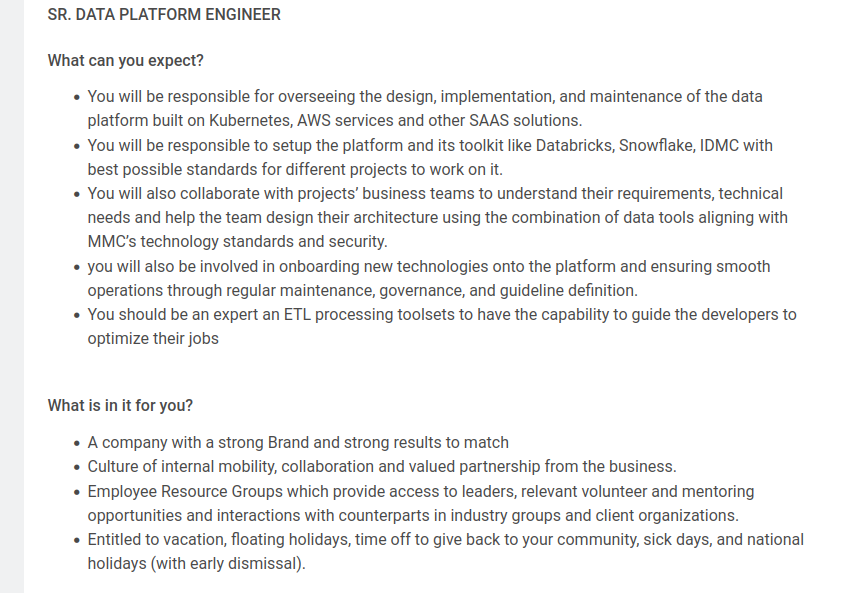 SR. DATA PLATFORM ENGINEER
What can you expect?
• You will be responsible for overseeing the design, implementation, and maintenance of the data
platform built on Kubernetes, AWS services and other SAAS solutions.
• You will be responsible to setup the platform and its toolkit like Databricks, Snowflake, IDMC with
best possible standards for different projects to work on it.
• You will also collaborate with projects’ business teams to understand their requirements, technical
needs and help the team design their architecture using the combination of data tools aligning with
MMC’s technology standards and security.
• you will also be involved in onboarding new technologies onto the platform and ensuring smooth
operations through regular maintenance, governance, and guideline definition.
• You should be an expert an ETL processing toolsets to have the capability to guide the developers to
optimize their jobs
What is in it for you?
• A company with a strong Brand and strong results to match
• Culture of internal mobility, collaboration and valued partnership from the business.
• Employee Resource Groups which provide access to leaders, relevant volunteer and mentoring
opportunities and interactions with counterparts in industry groups and client organizations.
• Entitled to vacation, floating holidays, time off to give back to your community, sick days, and national
holidays (with early dismissal).